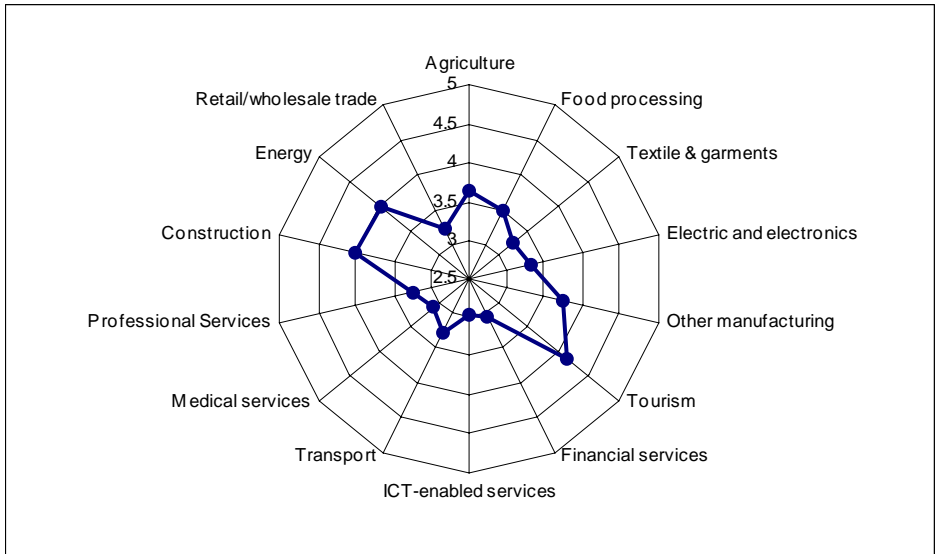 Agriculture
5
Retail/wholesale trade
Food processing
4.5
Energy
Textile & garments
4
3.5
Construction
3
Electric and electronics
2.5
Professional Services
Other manufacturing
Medical services
Tourism
Transport
Financial services
ICT-enabled services